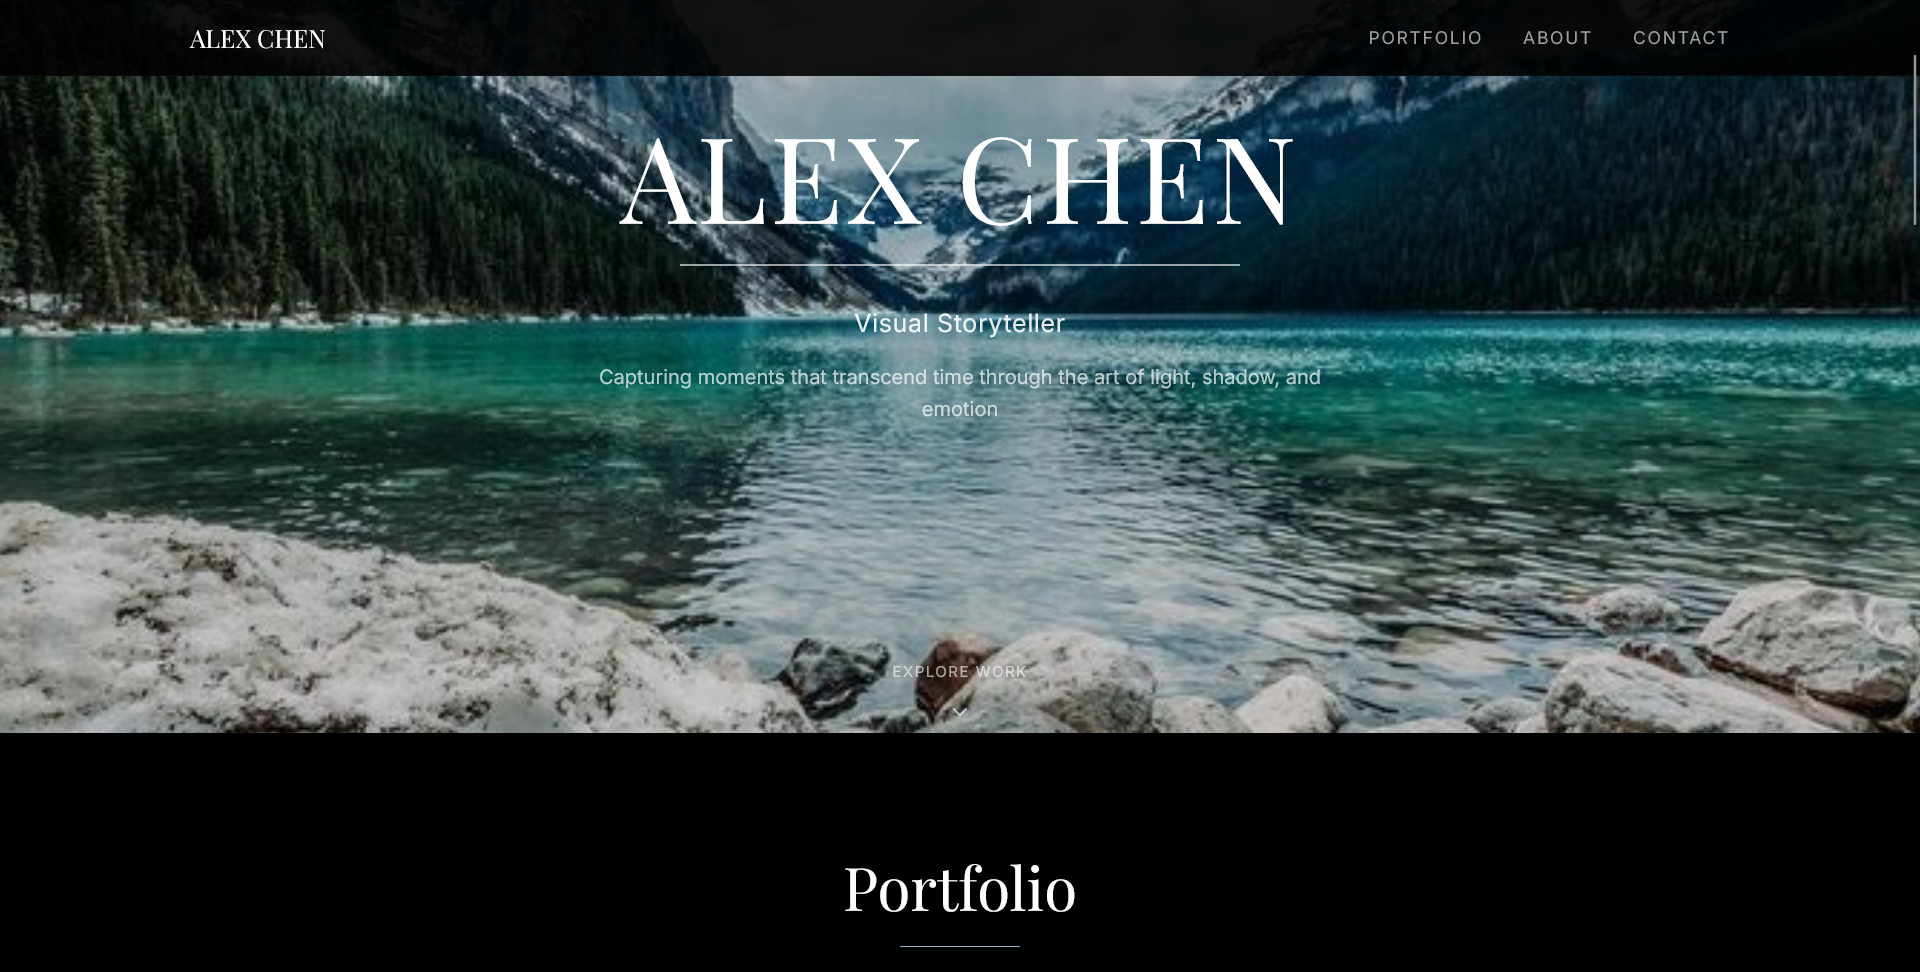 ALEX CHEN
PORTFOLIO ABOUT CONTACT
ALEX CHEN
Visual Storyteller
Capturing moments that transcend time through the art of light, shadow, and
emotion
EXPLORE WORK
Portfolio